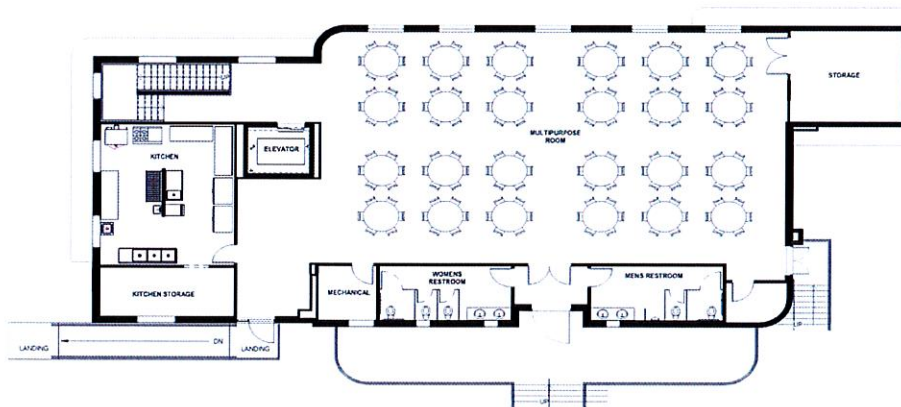 STORAGE
MULTIPURPOSE
ROOM
ELEVATOR
KITCHEN
WOMENS
RESTROOM
MENS RESTROOM
MECHANICAL
KITCHEN STORAGE
UP
LANDING
DN
LANDING
UP